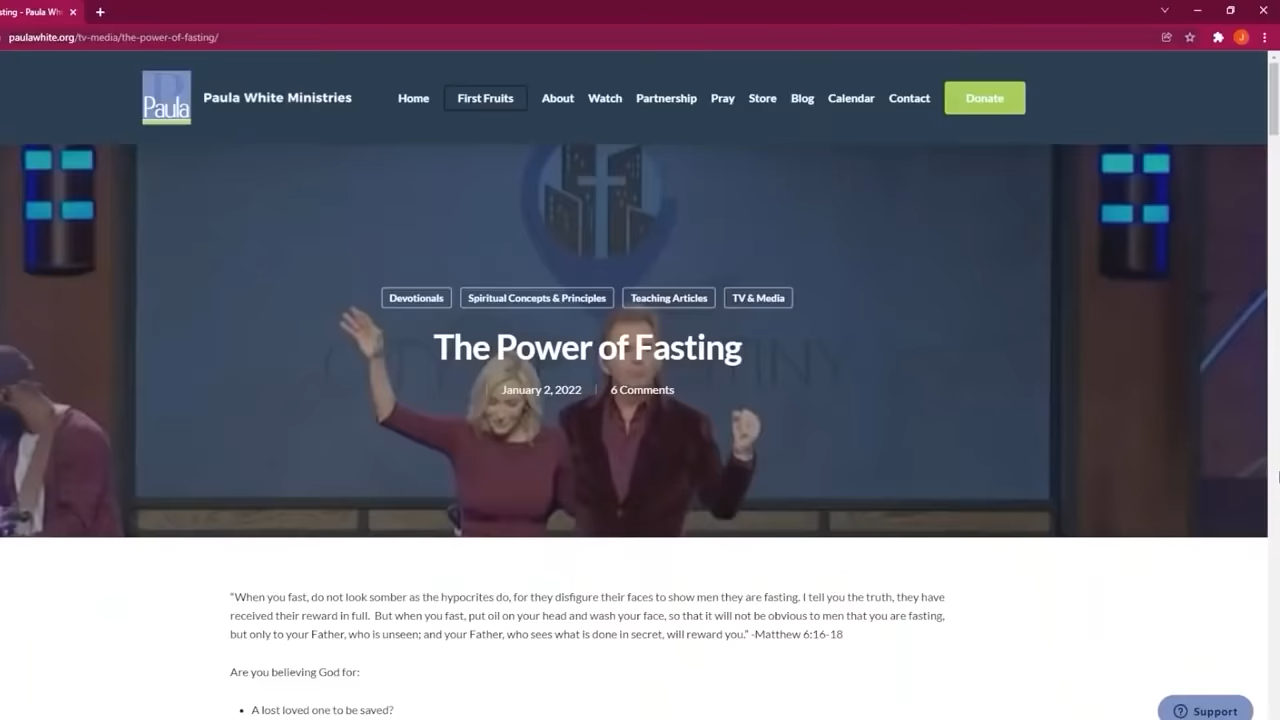 sting - Paula Wh
paulawhite.org/tv-media/the-power-of-fasting/
J
Paula
Paula White Ministries
Home First Fruits About Watch Partnership Pray Store Blog Calendar Contact Donate
Devotionals Spiritual Concepts & Principles Teaching Articles TV & Media
The Power of Fasting
January 2, 2022 6 Comments
“When you fast, do not look somber as the hypocrites do, for they disfigure their faces to show men they are fasting. I tell you the truth, they have
received their reward in full. But when you fast, put oil on your head and wash your face, so that it will not be obvious to men that you are fasting,
but only to your Father, who is unseen; and your Father, who sees what is done in secret, will reward you.” -Matthew 6:16-18
Are you believing God for:
• A lost loved one to be saved?
Support